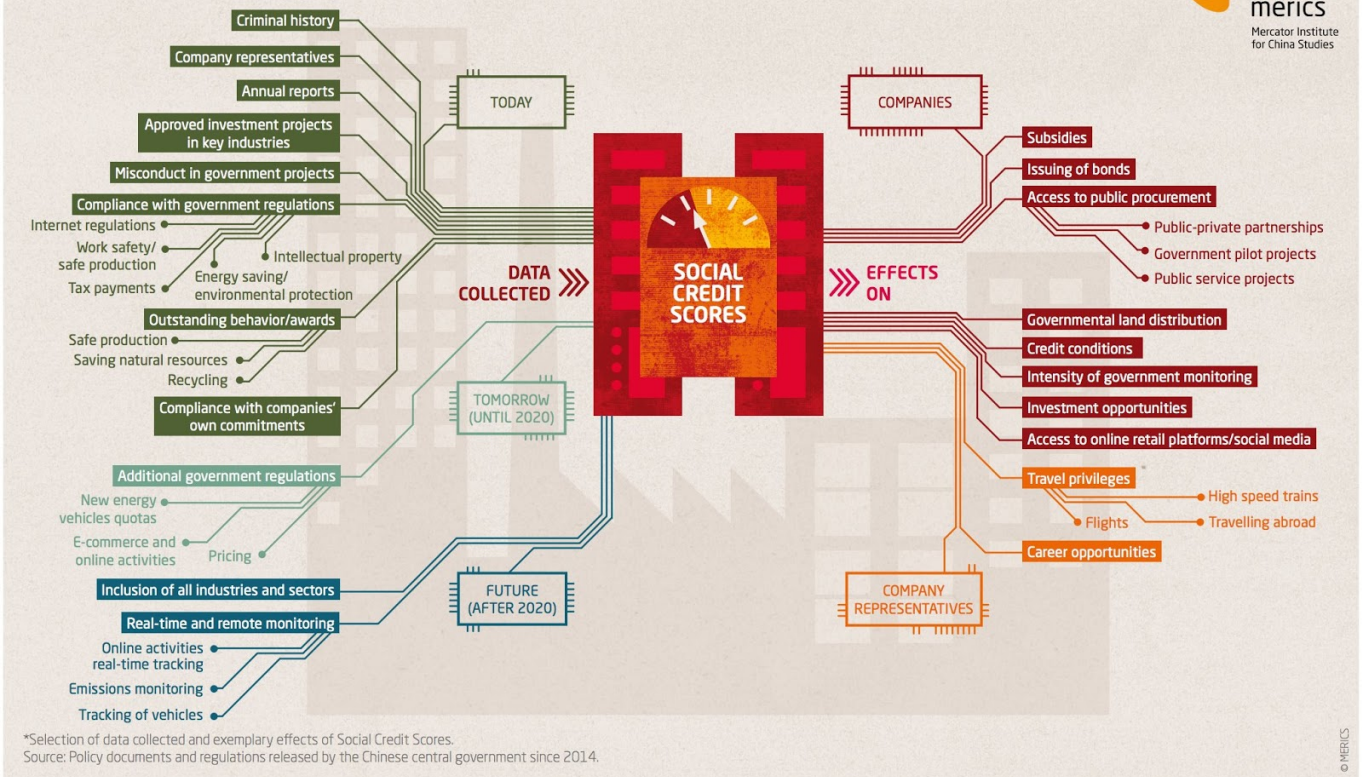 merics
Mercator Institute
for China Studies
Criminal history
Company representatives
Annual reports
Approved investment projects
in key industries
Misconduct in government projects
Compliance with government regulations
Internet regulations
Work safety/
safe production
Tax payments
Energy saving/
environmental protection
Intellectual property
Outstanding behavior/awards
Safe production
Saving natural resources
Recycling
Compliance with companies'
own commitments
Additional government regulations
New energy
vehicles quotas
E-commerce and
online activities
Pricing
Inclusion of all industries and sectors
Real-time and remote monitoring
Online activities
real-time tracking
Emissions monitoring
Tracking of vehicles
TODAY
DATA
COLLECTED
TOMORROW
(UNTIL 2020)
FUTURE
(AFTER 2020)
SOCIAL
CREDIT
SCORES
EFFECTS
ON
COMPANIES
Subsidies
Issuing of bonds
Access to public procurement
Public-private partnerships
Government pilot projects
Public service projects
Governmental land distribution
Credit conditions
Intensity of government monitoring
Investment opportunities
Access to online retail platforms/social media
Travel privileges
High speed trains
Flights
Travelling abroad
Career opportunities
COMPANY
REPRESENTATIVES
*Selection of data collected and exemplary effects of Social Credit Scores.
Source: Policy documents and regulations released by the Chinese central government since 2014.
© MERICS